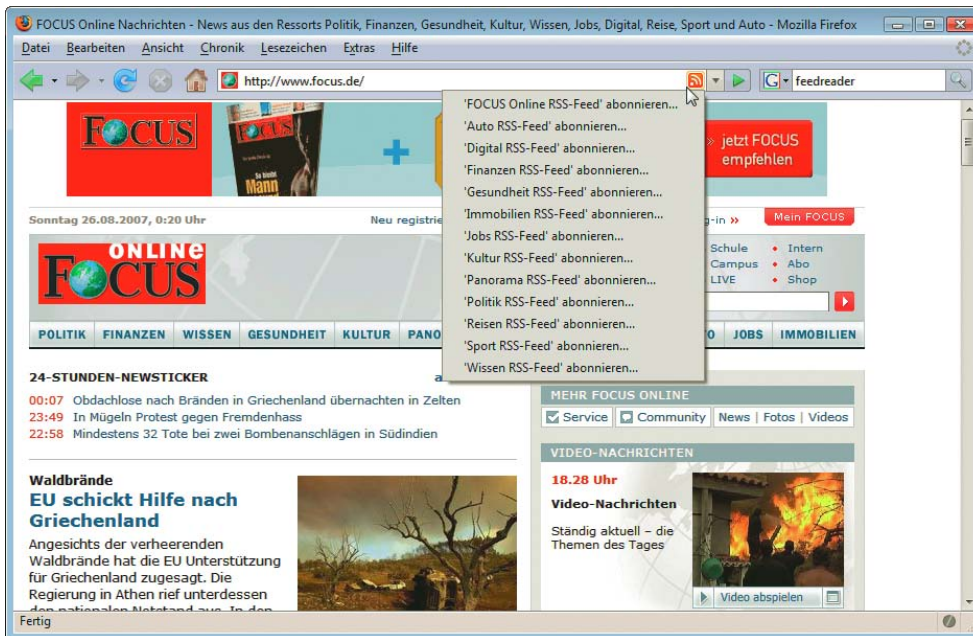 FOCUS Online Nachrichten - News aus den Ressorts Politik, Finanzen, Gesundheit, Kultur, Wissen, Jobs, Digital, Reise, Sport und Auto - Mozilla Firefox
Datei Bearbeiten Ansicht Chronik Lesezeichen Extras Hilfe
http://www.focus.de/ G feedreader
'FOCUS Online RSS-Feed' abonnieren...
'Auto RSS-Feed' abonnieren...
'Digital RSS-Feed' abonnieren...
'Finanzen RSS-Feed' abonnieren...
'Gesundheit RSS-Feed' abonnieren...
'Immobilien RSS-Feed' abonnieren...
'Jobs RSS-Feed' abonnieren...
'Kultur RSS-Feed' abonnieren...
'Panorama RSS-Feed' abonnieren...
'Politik RSS-Feed' abonnieren...
'Reisen RSS-Feed' abonnieren...
'Sport RSS-Feed' abonnieren...
'Wissen RSS-Feed' abonnieren...
FOCUS
FOCUS
Mann
+
» jetzt FOCUS
empfehlen
Sonntag 26.08.2007, 0:20 Uhr Neu registrie g-in » Mein FOCUS
ONLINE
FOCUS
Schule • Intern
Campus • Abo
LIVE • Shop
POLITIK FINANZEN WISSEN GESUNDHEIT KULTUR PANO O JOBS IMMOBILIEN
24-STUNDEN-NEWSTICKER a
00:07 Obdachlose nach Bränden in Griechenland übernachten in Zelten
23:49 In Mügeln Protest gegen Fremdenhass
22:58 Mindestens 32 Tote bei zwei Bombenanschlägen in Südindien
Waldbrände
EU schickt Hilfe nach
Griechenland
Angesichts der verheerenden
Waldbrände hat die EU Unterstützung
für Griechenland zugesagt. Die
Regierung in Athen rief unterdessen
den nationalen Notstand aus. In den
MEHR FOCUS ONLINE
Service Community News | Fotos | Videos
VIDEO-NACHRICHTEN
18.28 Uhr
Video-Nachrichten
Ständig aktuell – die
Themen des Tages
Video abspielen
Fertig